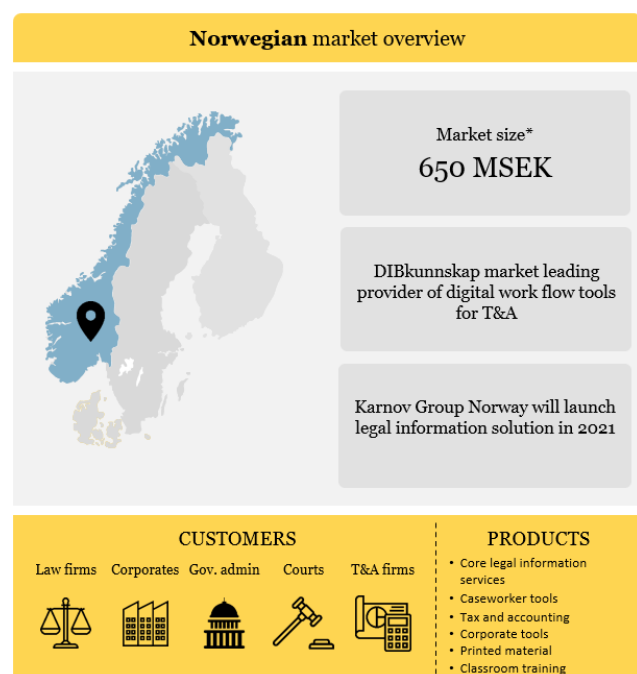 Norwegian market overview
Market size*
650 MSEK
DIBkunnskap market leading
provider of digital work flow tools
for T&A
Karnov Group Norway will launch
legal information solution in 2021
CUSTOMERS
Law firms Corporates Gov. admin Courts T&A firms
PRODUCTS
• Core legal information
services
• Caseworker tools
• Tax and accounting
• Corporate tools
• Printed material
• Classroom training